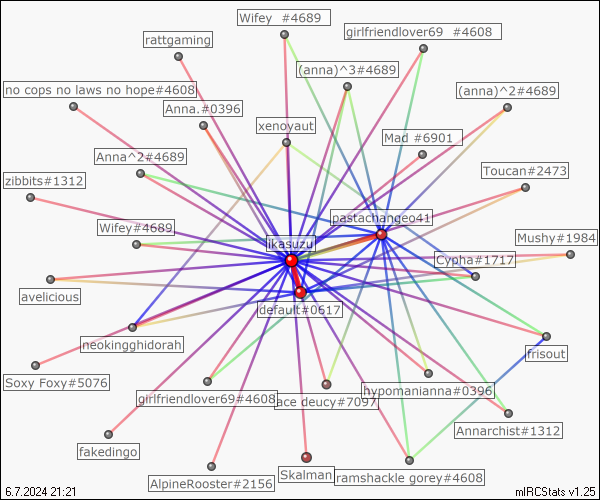 Wifey  #4689
girlfriendlover69  #4608
rattgaming
(anna)^3#4689
no cops no laws no hope#4608
(anna)^2#4689
Anna.#0396
xenoyaut
Mad #6901
Anna^2#4689
Toucan#2473
zibbits#1312
pastachangeo41
Wifey#4689
Mushy#1984
ikasuzu
Cypha#1717
avelicious
default#0617
neokingghidorah
frisout
Soxy Foxy#5076
hypomanianna#0396
girlfriendlover69#4608
ace deucy#7097
Annarchist#1312
fakedingo
Skalman
ramshackle gorey#4608
AlpineRooster#2156
6.7.2024 21:21
mIRCStats v1.25